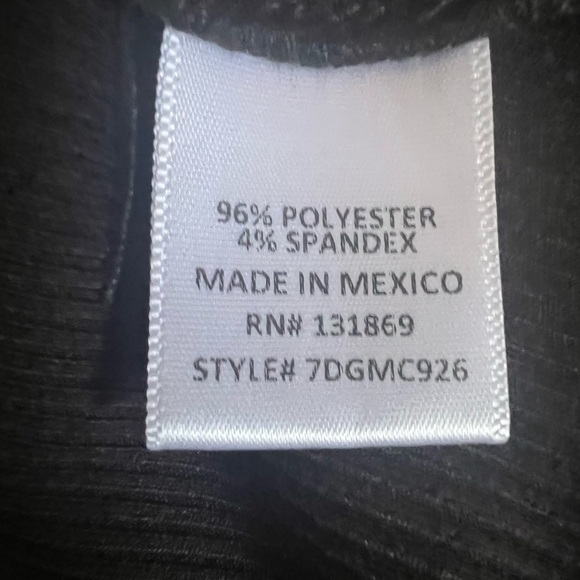 96% POLYESTER
4% SPANDEX
MADE IN MEXICO
RN# 131869
STYLE# 7DGMC926